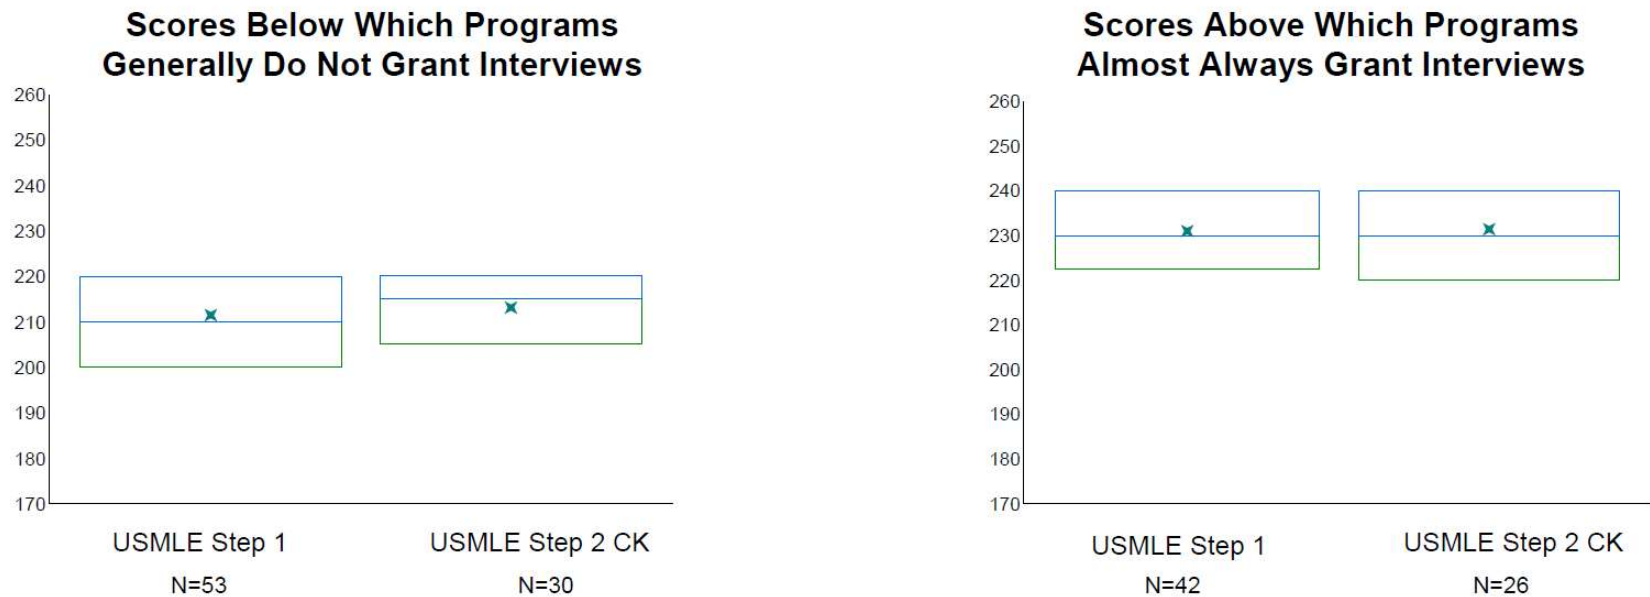 Scores Below Which Programs
Generally Do Not Grant Interviews
260
250
240
230
220
210
200
190
180
170
USMLE Step 1
USMLE Step 2 CK
N=53
N=30
Scores Above Which Programs
Almost Always Grant Interviews
260
250
240
230
220
210
200
190
180
170
USMLE Step 1
USMLE Step 2 CK
N=42
N=26